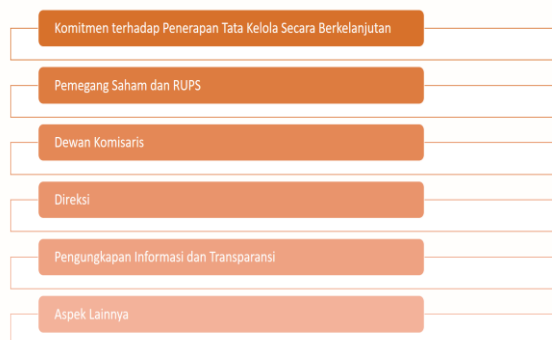 Komitmen terhadap Penerapan Tata Kelola Secara Berkelanjutan
Pemegang Saham dan RUPS
Dewan Komisaris
Direksi
Pengungkapan Informasi dan Transparansi
Aspek Lainnya